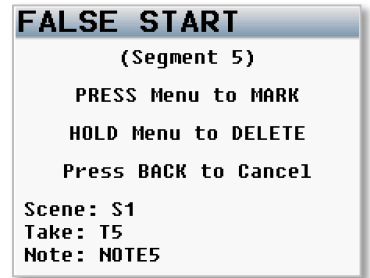 FALSE START
(Segment 5)
PRESS Menu to MARK
HOLD Menu to DELETE
Press BACK to Cancel
Scene: S1
Take: T5
Note: NOTE5